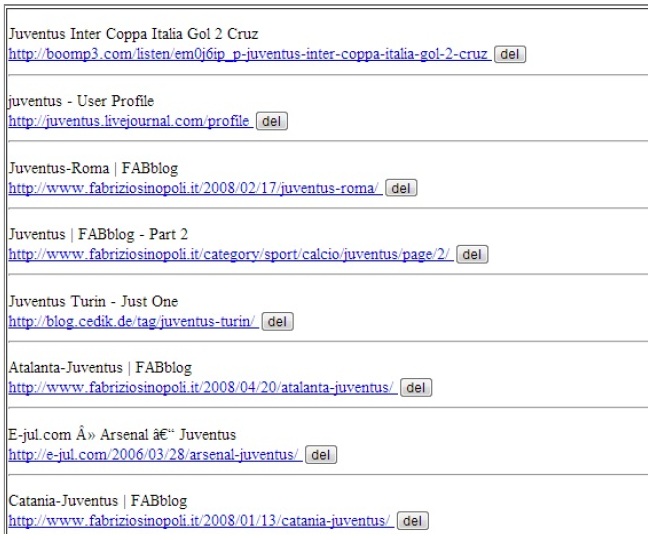 Juventus Inter Coppa Italia Gol 2 Cruz
http://boomp3.com/listen/em0j6ip_p-juventus-inter-coppa-italia-gol-2-cruz del
juventus - User Profile
http://juventus.livejournal.com/profile del
Juventus-Roma | FABblog
http://www.fabriziosinopoli.it/2008/02/17/juventus-roma/ del
Juventus | FABblog - Part 2
http://www.fabriziosinopoli.it/category/sport/calcio/juventus/page/2/ del
Juventus Turin - Just One
http://blog.cedik.de/tag/juventus-turin/ del
Atalanta-Juventus | FABblog
http://www.fabriziosinopoli.it/2008/04/20/atalanta-juventus/ del
E-jul.com Â» Arsenal â€“ Juventus
http://e-jul.com/2006/03/28/arsenal-juventus/ del
Catania-Juventus | FABblog
http://www.fabriziosinopoli.it/2008/01/13/catania-juventus/ del